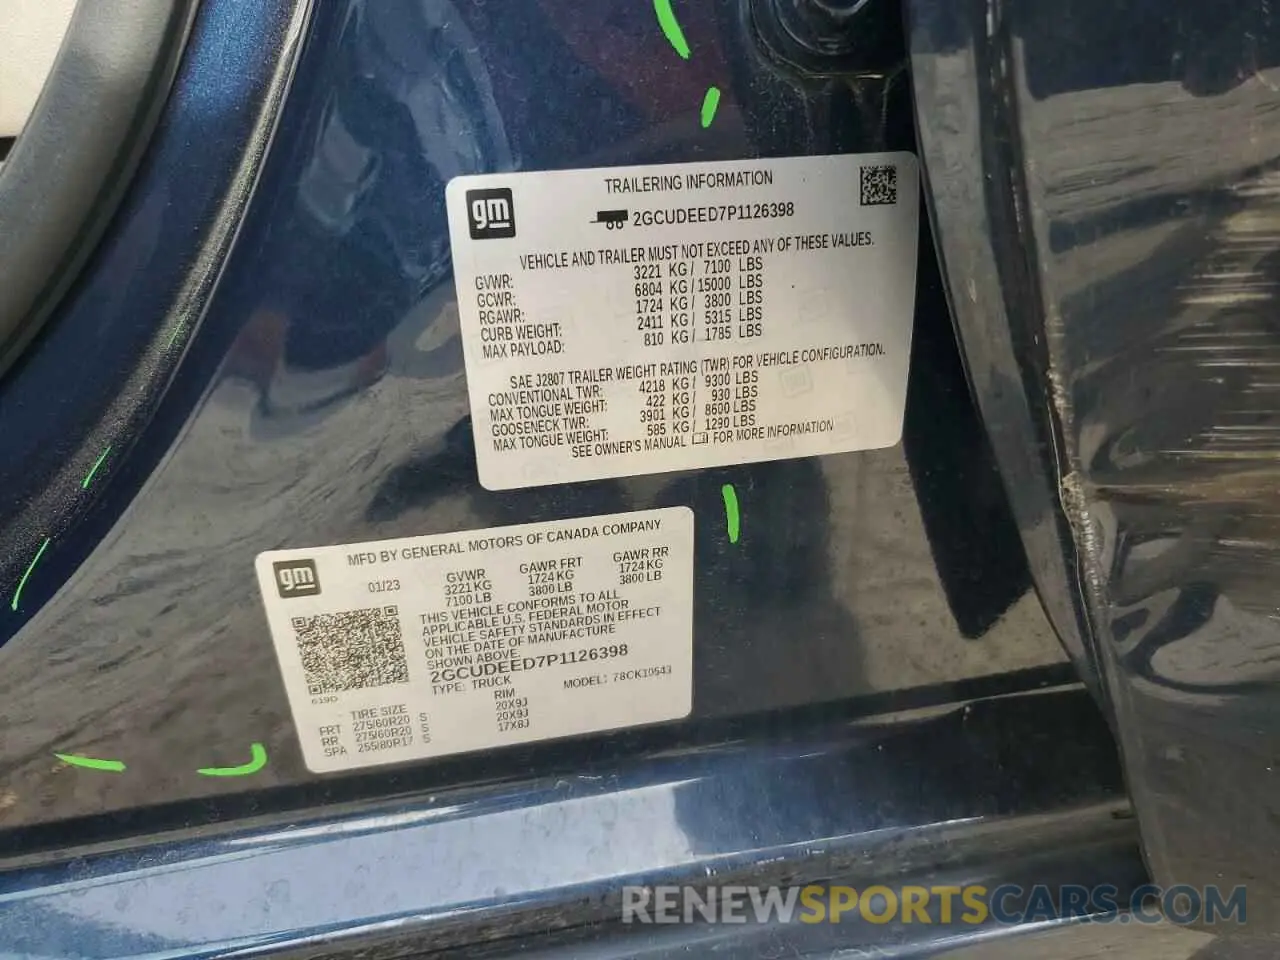 gm
TRAILERING INFORMATION
2GCUDEED7P1126398
VEHICLE AND TRAILER MUST NOT EXCEED ANY OF THESE VALUES.
GVWR: 3221 KG / 7100 LBS
GCWR: 6804 KG / 15000 LBS
RGAWR: 1724 KG / 3800 LBS
CURB WEIGHT: 2411 KG / 5315 LBS
MAX PAYLOAD: 810 KG / 1785 LBS
SAE J2807 TRAILER WEIGHT RATING (TWR) FOR VEHICLE CONFIGURATION.
CONVENTIONAL TWR: 4218 KG / 9300 LBS
MAX TONGUE WEIGHT: 422 KG / 930 LBS
GOOSENECK TWR: 3901 KG / 8600 LBS
MAX TONGUE WEIGHT: 585 KG / 1290 LBS
SEE OWNER'S MANUAL FOR MORE INFORMATION
gm
MFD BY GENERAL MOTORS OF CANADA COMPANY
01/23 GVWR GAWR FRT GAWR RR
3221 KG 1724 KG 1724 KG
7100 LB 3800 LB 3800 LB
THIS VEHICLE CONFORMS TO ALL
APPLICABLE U.S. FEDERAL MOTOR
VEHICLE SAFETY STANDARDS IN EFFECT
ON THE DATE OF MANUFACTURE
SHOWN ABOVE.
2GCUDEED7P1126398
TYPE: TRUCK MODEL: 78CK10543
619D
TIRE SIZE RIM
FRT 275/60R20 S 20X9J
RR 275/60R20 S 20X9J
SPA 255/80R17 S 17X8J
RENEWSPORTSCARS.COM